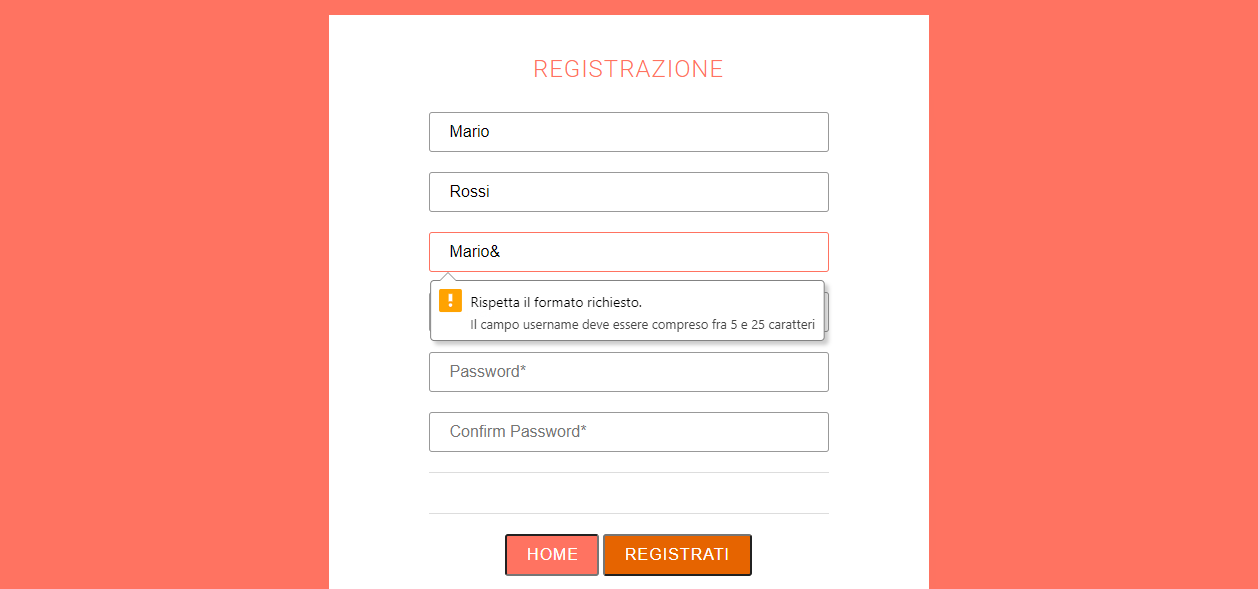 REGISTRAZIONE
Mario
Rossi
Mario&
Rispetta il formato richiesto.
Il campo username deve essere compreso fra 5 e 25 caratteri
Password*
Confirm Password*
HOME REGISTRATI